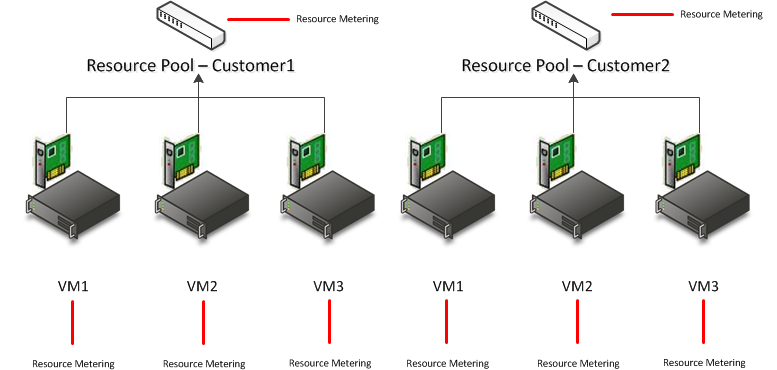 Resource Metering
Resource Metering
Resource Pool – Customer1
Resource Pool – Customer2
VM1
VM2
VM3
VM1
VM2
VM3
Resource Metering
Resource Metering
Resource Metering
Resource Metering
Resource Metering
Resource Metering